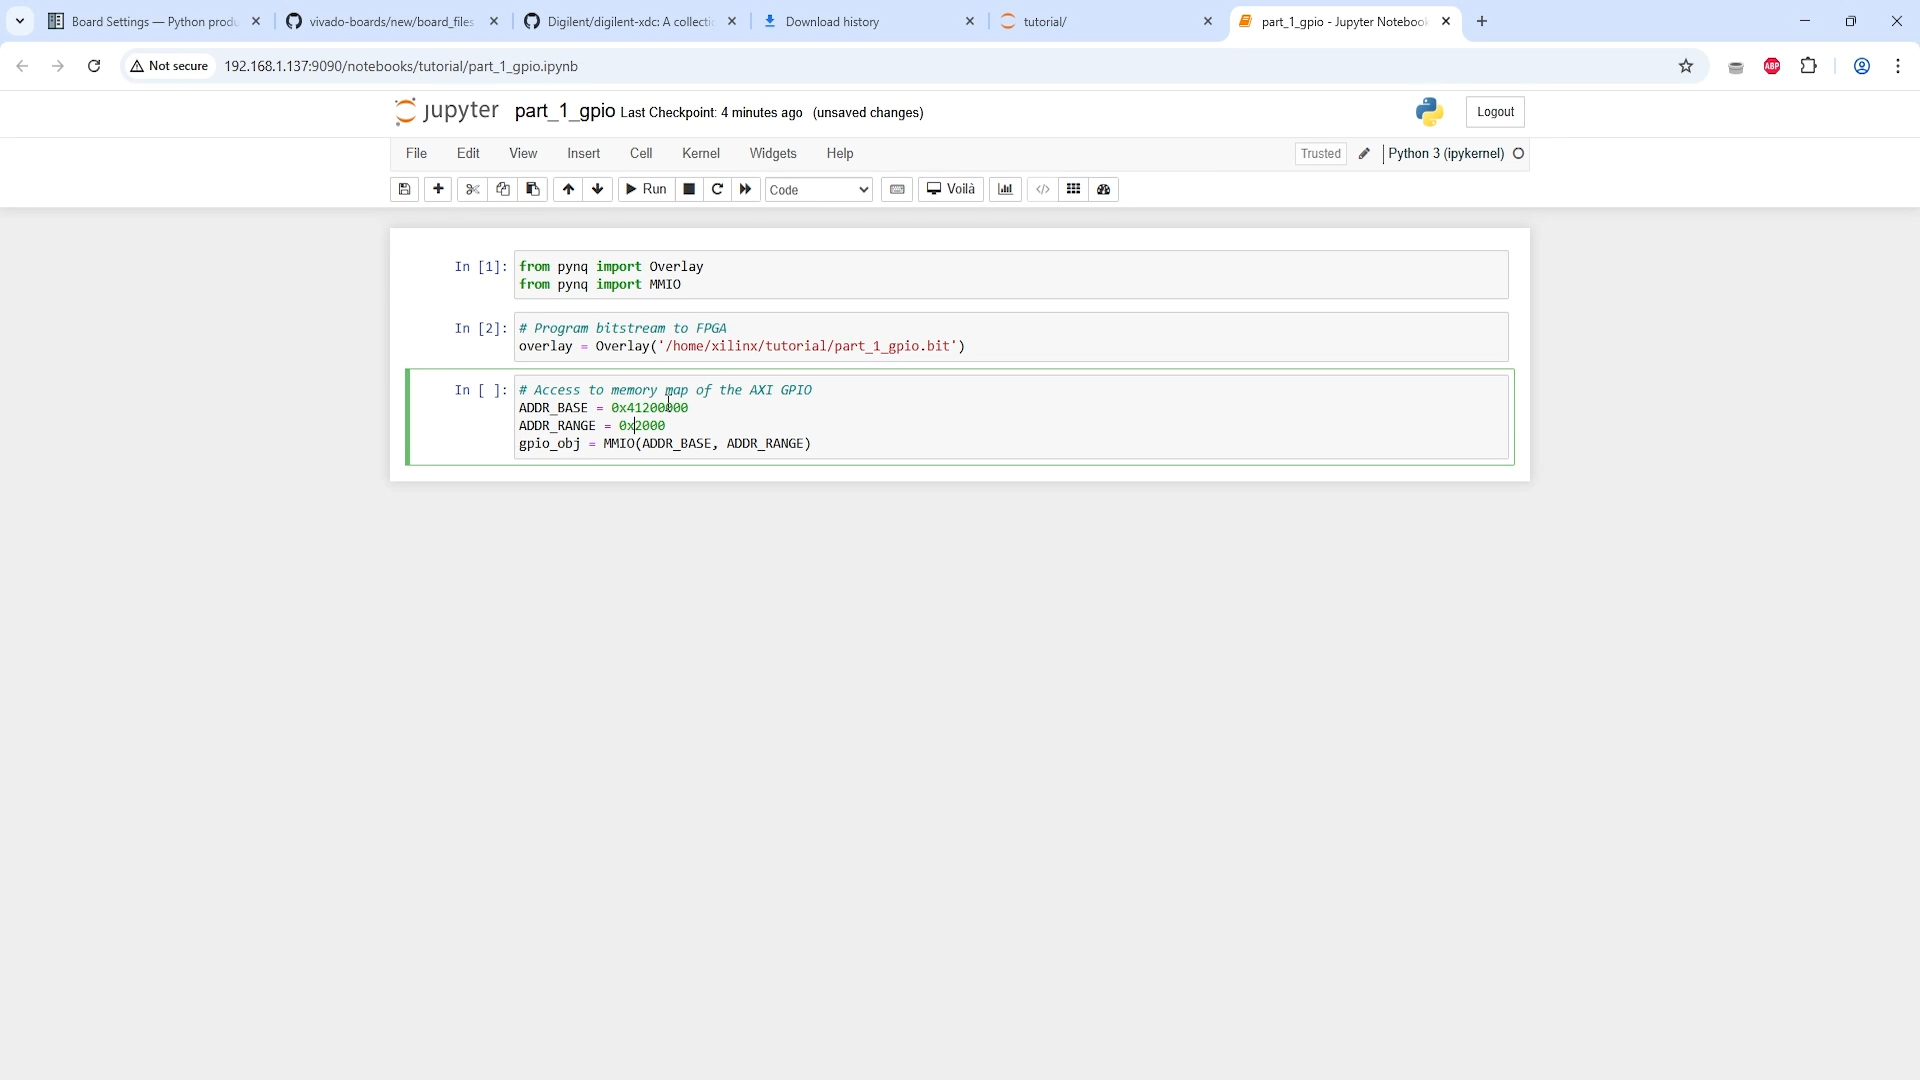 Board Settings — Python produ
vivado-boards/new/board_files
Digilent/digilent-xdc: A collectio
Download history
tutorial/
part_1_gpio - Jupyter Notebook
Not secure
192.168.1.137:9090/notebooks/tutorial/part_1_gpio.ipynb
ABP
jupyter
part_1_gpio
Last Checkpoint: 4 minutes ago (unsaved changes)
Logout
File
Edit
View
Insert
Cell
Kernel
Widgets
Help
Trusted
Python 3 (ipykernel)
Run
Code
Voilà
In [1]: from pynq import Overlay
from pynq import MMIO
In [2]: # Program bitstream to FPGA
overlay = Overlay('/home/xilinx/tutorial/part_1_gpio.bit')
In [ ]: # Access to memory map of the AXI GPIO
ADDR_BASE = 0x41200000
ADDR_RANGE = 0x2000
gpio_obj = MMIO(ADDR_BASE, ADDR_RANGE)